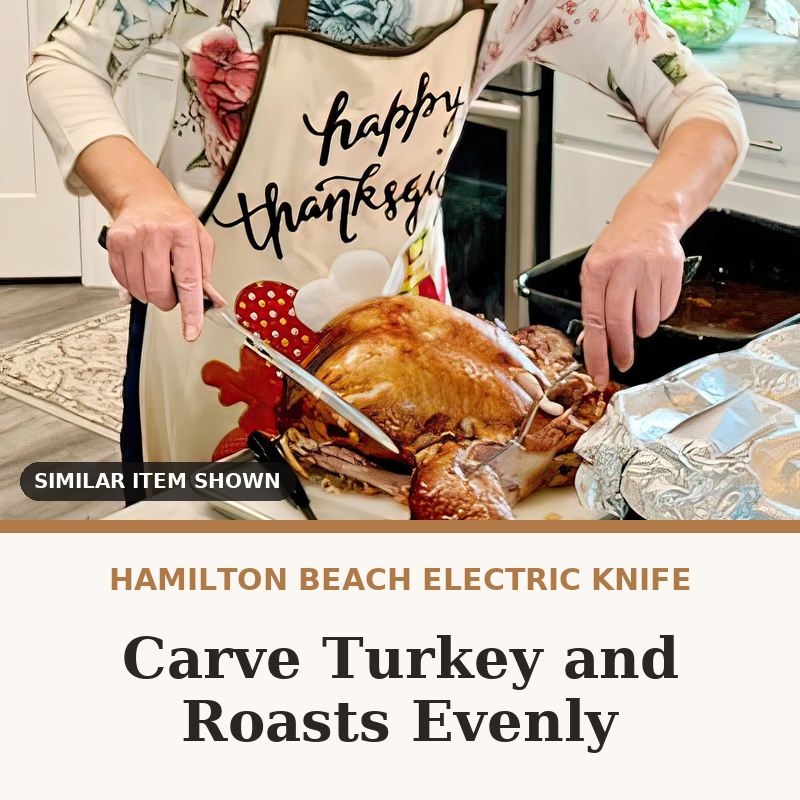 happy
thanksgi
SIMILAR ITEM SHOWN
HAMILTON BEACH ELECTRIC KNIFE
Carve Turkey and
Roasts Evenly